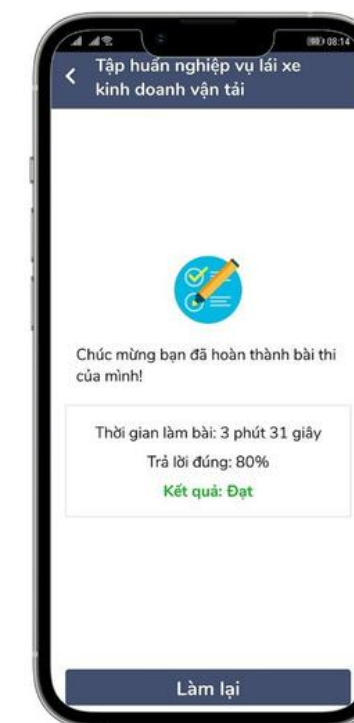 08:14
Tập huấn nghiệp vụ lái xe
kinh doanh vận tải
Chúc mừng bạn đã hoàn thành bài thi
của mình!
Thời gian làm bài: 3 phút 31 giây
Trả lời đúng: 80%
Kết quả: Đạt
Làm lại